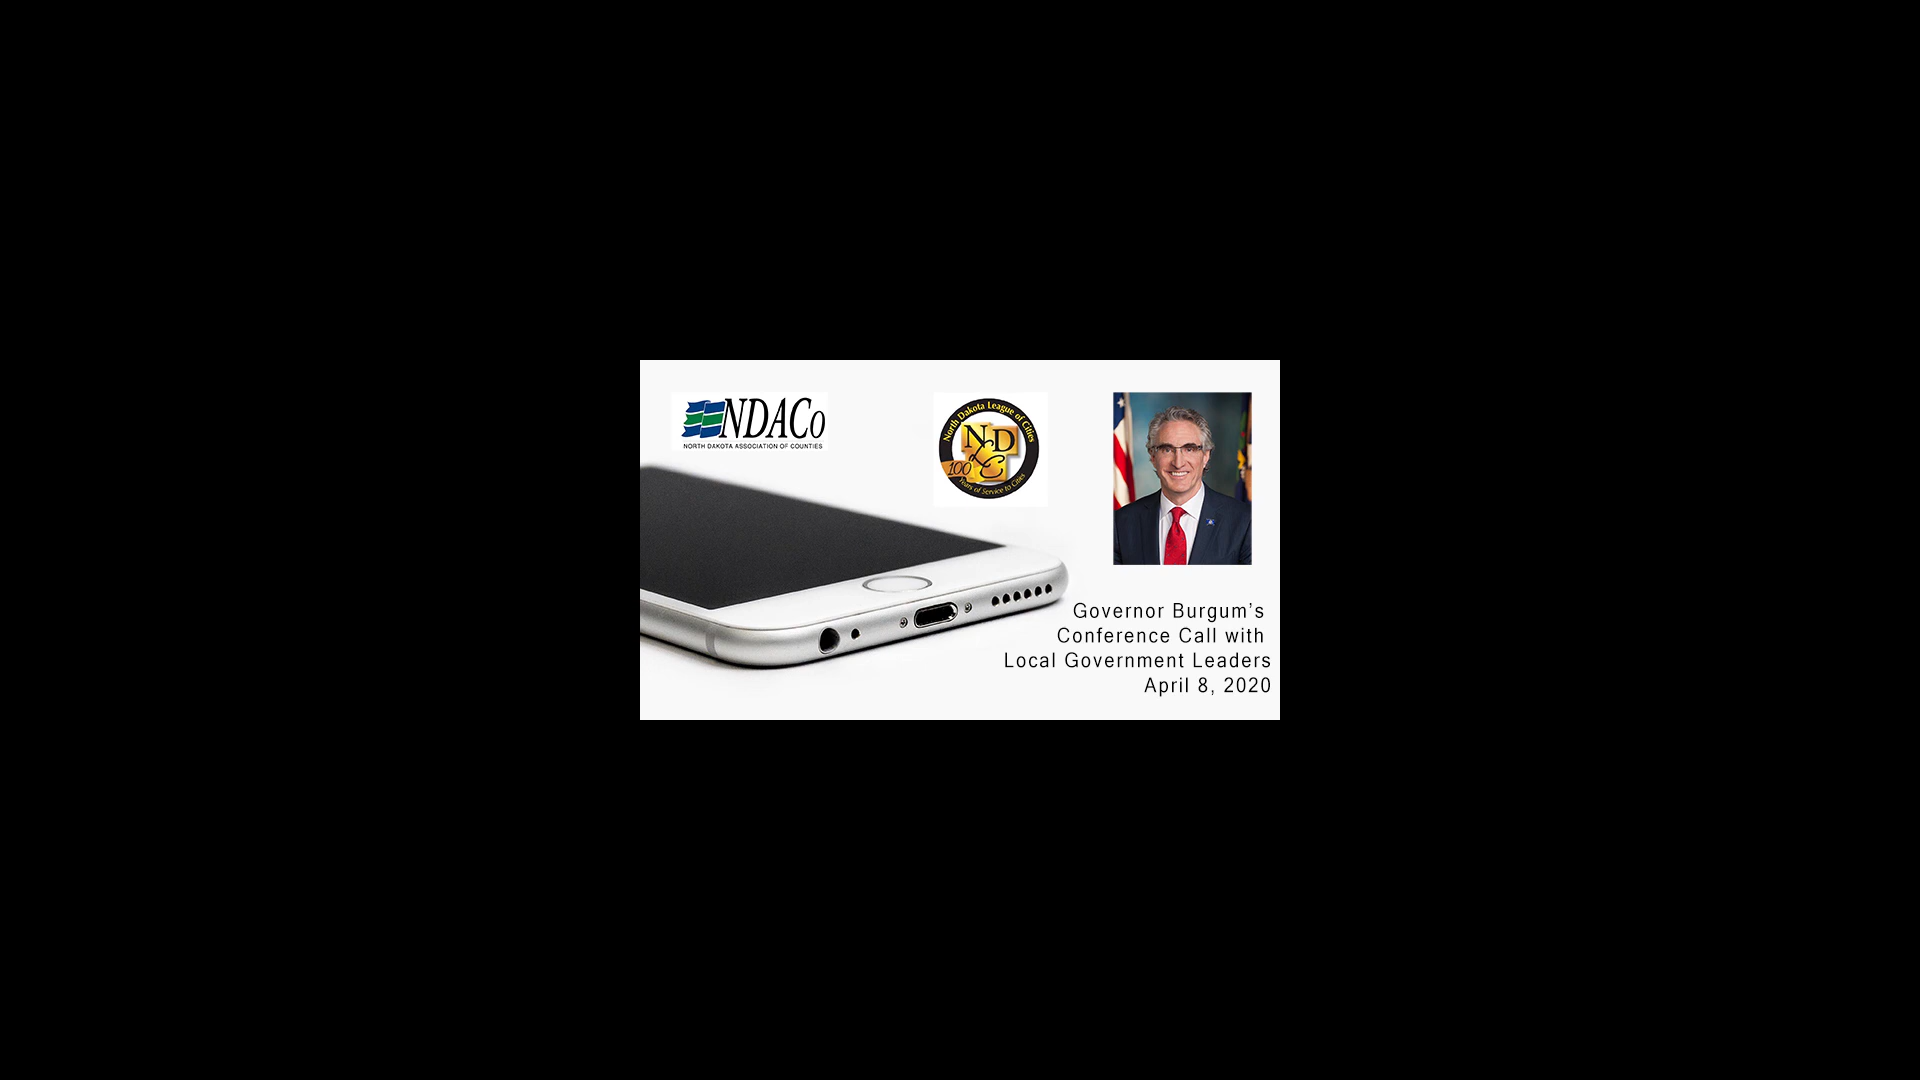 NDACo
NORTH DAKOTA ASSOCIATION OF COUNTIES
North Dakota League of Cities
NDLC
100
Years of Service to Cities
Governor Burgum’s
Conference Call with
Local Government Leaders
April 8, 2020